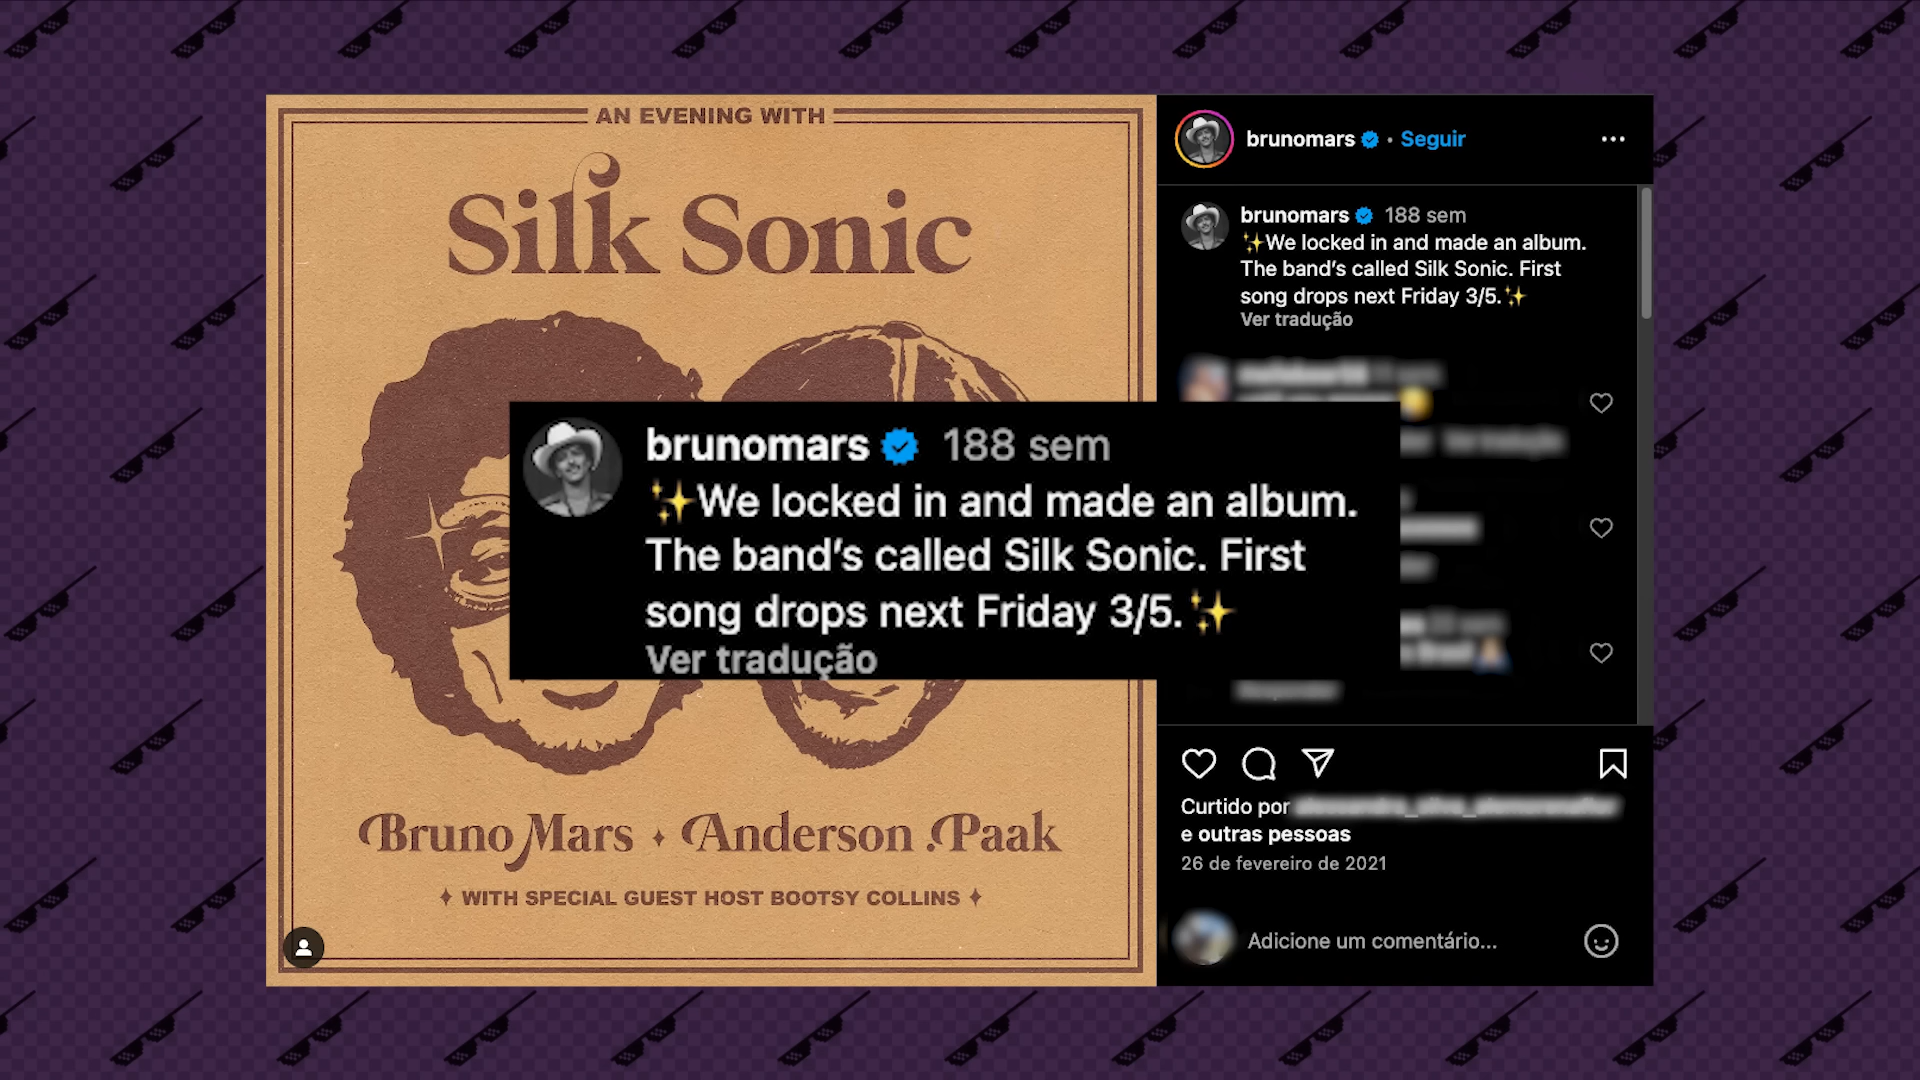 AN EVENING WITH
Silk Sonic
Bruno Mars ✦ Anderson .Paak
✦ WITH SPECIAL GUEST HOST BOOTSY COLLINS ✦
brunomars • Seguir
brunomars 188 sem
✨We locked in and made an album.
The band’s called Silk Sonic. First
song drops next Friday 3/5.✨
Ver tradução
brunomars 188 sem
✨We locked in and made an album.
The band’s called Silk Sonic. First
song drops next Friday 3/5.✨
Ver tradução
Curtido por
e outras pessoas
26 de fevereiro de 2021
Adicione um comentário...